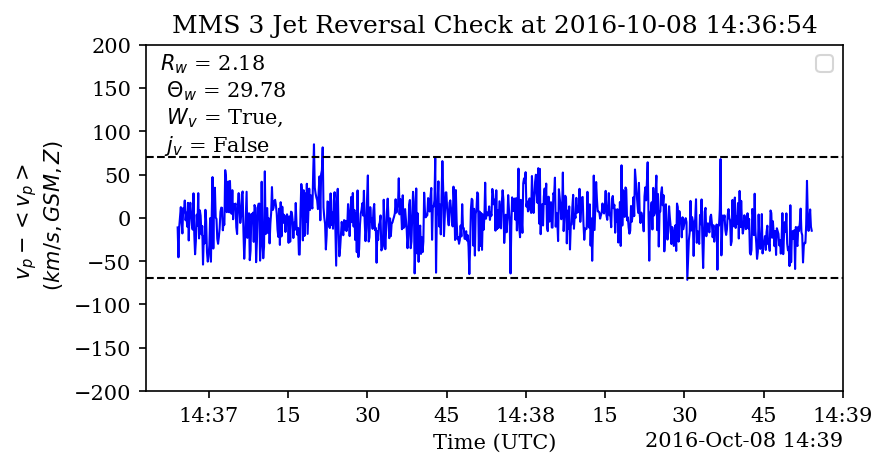 MMS 3 Jet Reversal Check at 2016-10-08 14:36:54
R_w = 2.18
Θ_w = 29.78
W_v = True,
j_v = False
200
150
100
50
0
−50
−100
−150
−200
v_p − < v_p >
(km/s, GSM, Z)
14:37 15 30 45 14:38 15 30 45 14:39
Time (UTC) 2016-Oct-08 14:39